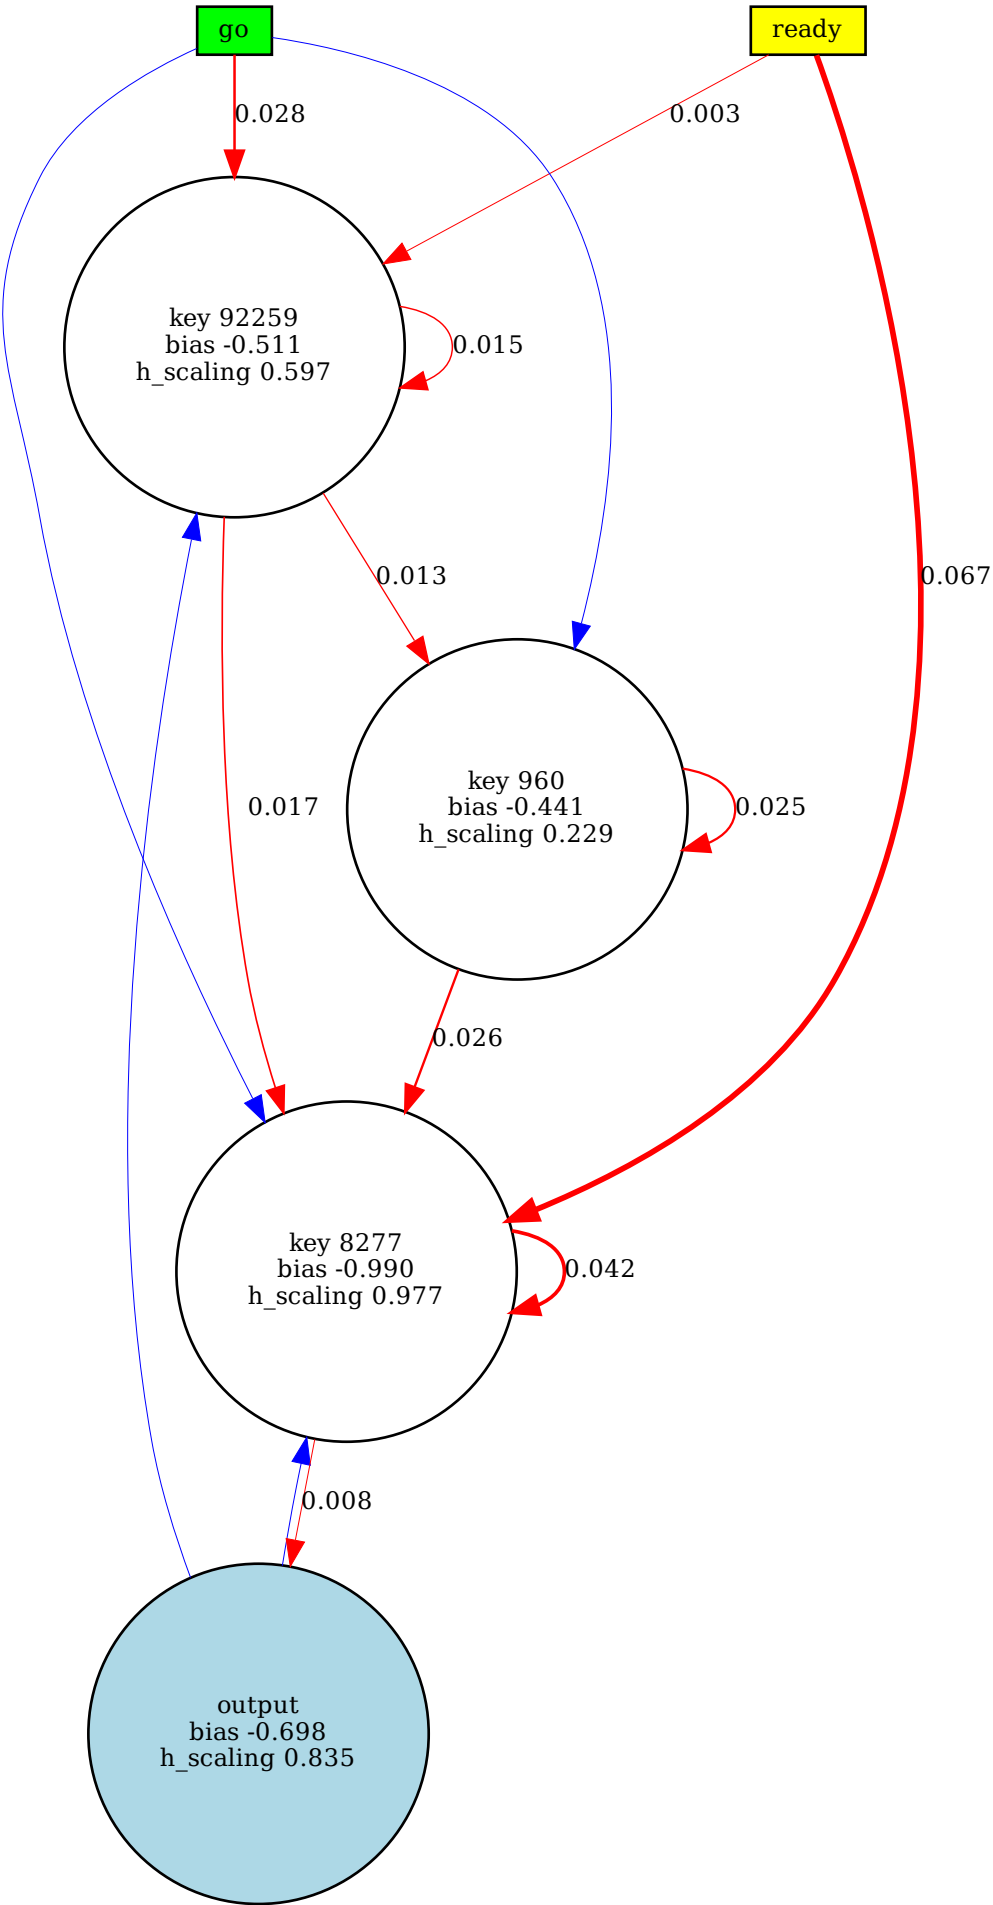 go
ready
0.028
0.003
key 92259
bias -0.511
h_scaling 0.597
0.015
0.013
0.067
key 960
bias -0.441
h_scaling 0.229
0.017
0.025
0.026
key 8277
bias -0.990
h_scaling 0.977
0.042
0.008
output
bias -0.698
h_scaling 0.835